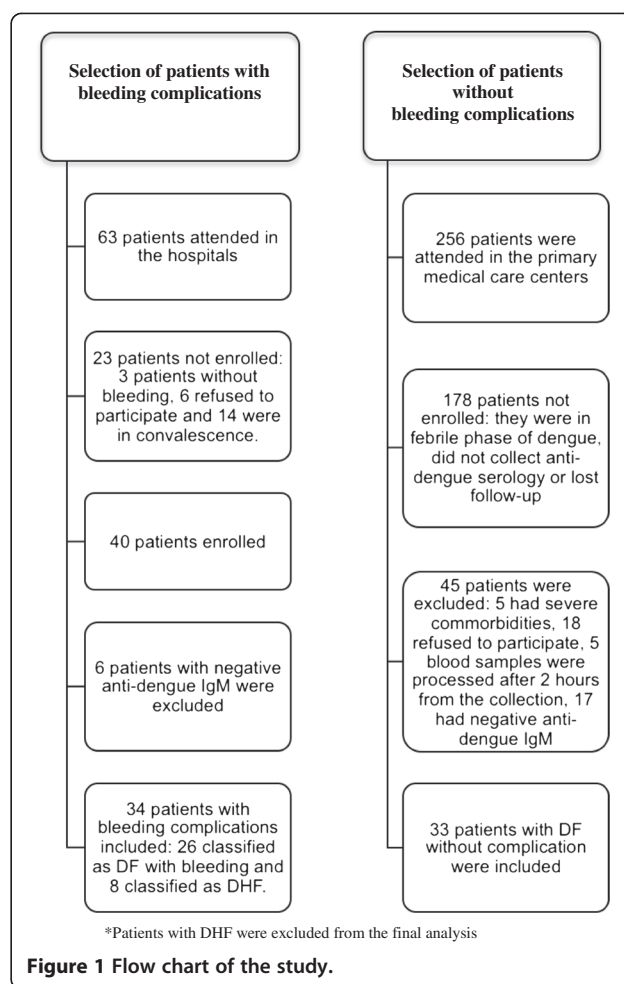 Selection of patients with
bleeding complications
63 patients attended in
the hospitals
23 patients not enrolled:
3 patients without
bleeding, 6 refused to
participate and 14 were
in convalescence.
40 patients enrolled
6 patients with negative
anti-dengue IgM were
excluded
34 patients with
bleeding complications
included: 26 classified
as DF with bleeding and
8 classified as DHF.
Selection of patients
without
bleeding complications
256 patients were
attended in the primary
medical care centers
178 patients not
enrolled: they were in
febrile phase of dengue,
did not collect anti-
dengue serology or lost
follow-up
45 patients were
excluded: 5 had severe
commorbidities, 18
refused to participate, 5
blood samples were
processed after 2 hours
from the collection, 17
had negative anti-
dengue IgM
33 patients with DF
without complication
were included
*Patients with DHF were excluded from the final analysis
Figure 1 Flow chart of the study.